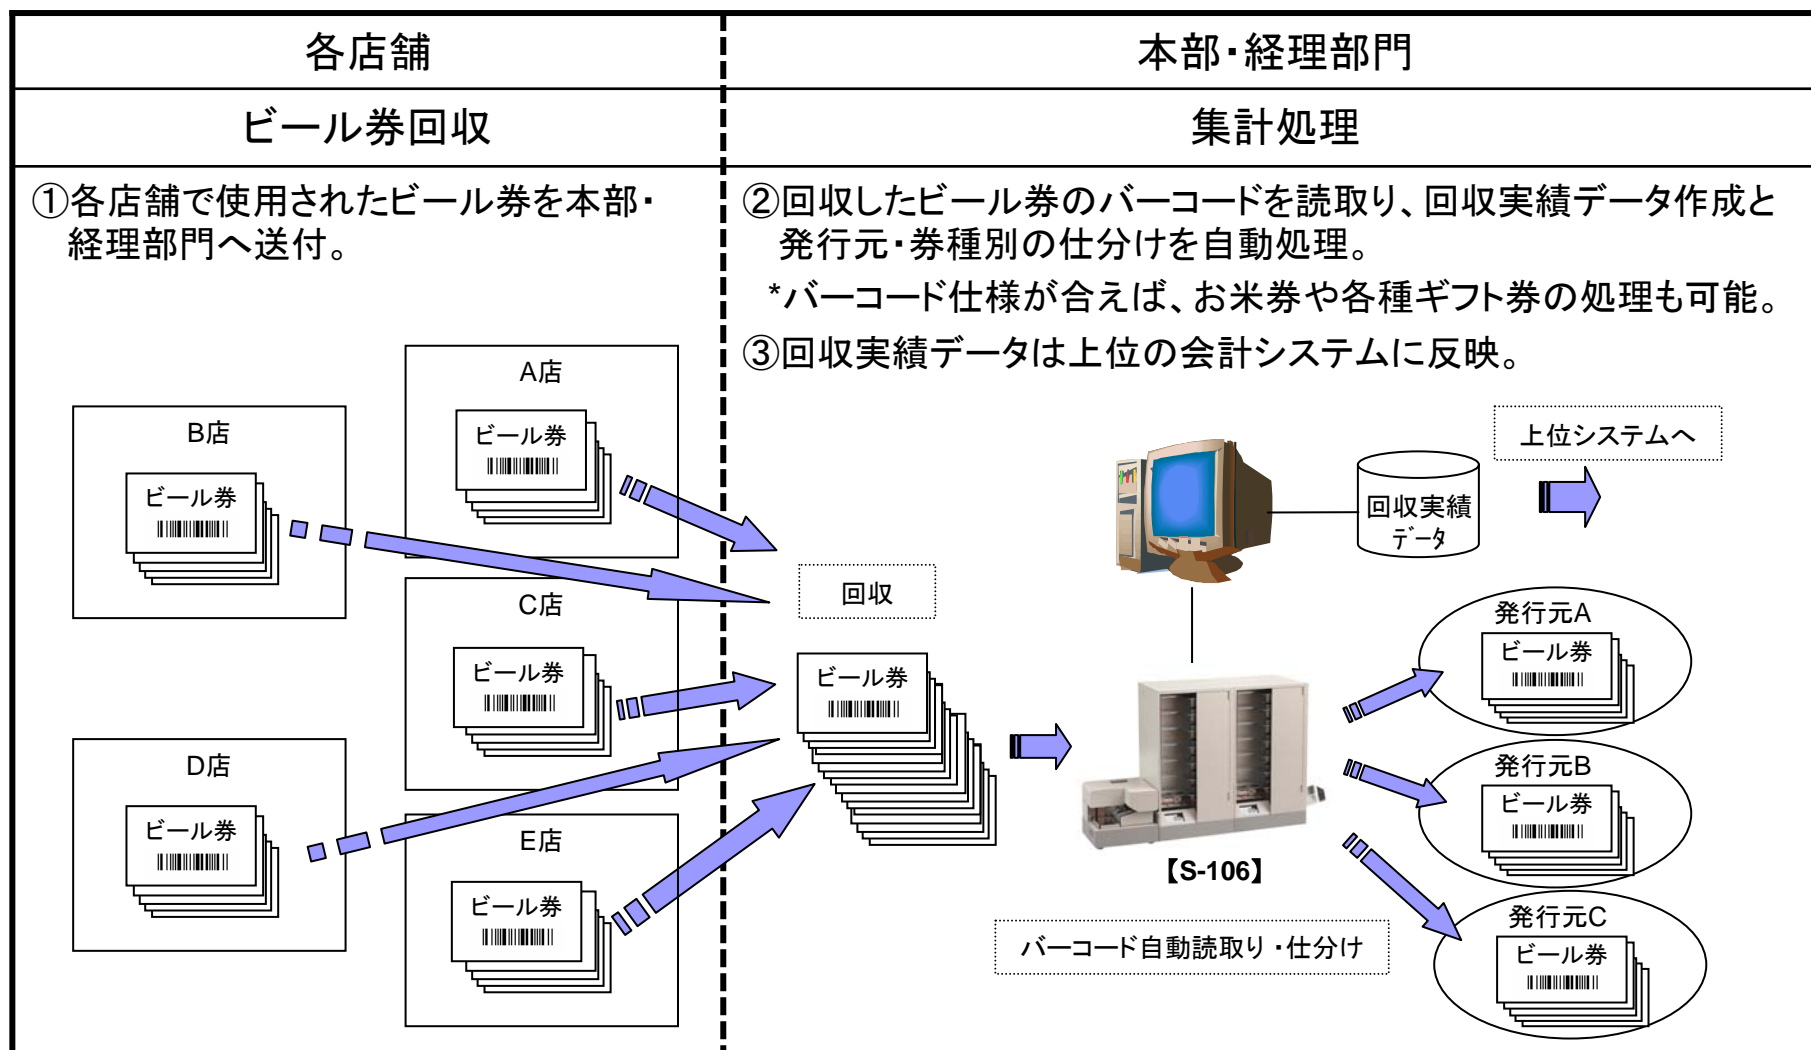 各店舗
本部・経理部門
ビール券回収
集計処理
①各店舗で使用されたビール券を本部・
経理部門へ送付。
②回収したビール券のバーコードを読取り、回収実績データ作成と
発行元・券種別の仕分けを自動処理。
*バーコード仕様が合えば、お米券や各種ギフト券の処理も可能。
③回収実績データは上位の会計システムに反映。
A店
ビール券
B店
ビール券
C店
ビール券
D店
ビール券
E店
ビール券
回収
ビール券
上位システムへ
回収実績
データ
【S-106】
バーコード自動読取り・仕分け
発行元A
ビール券
発行元B
ビール券
発行元C
ビール券